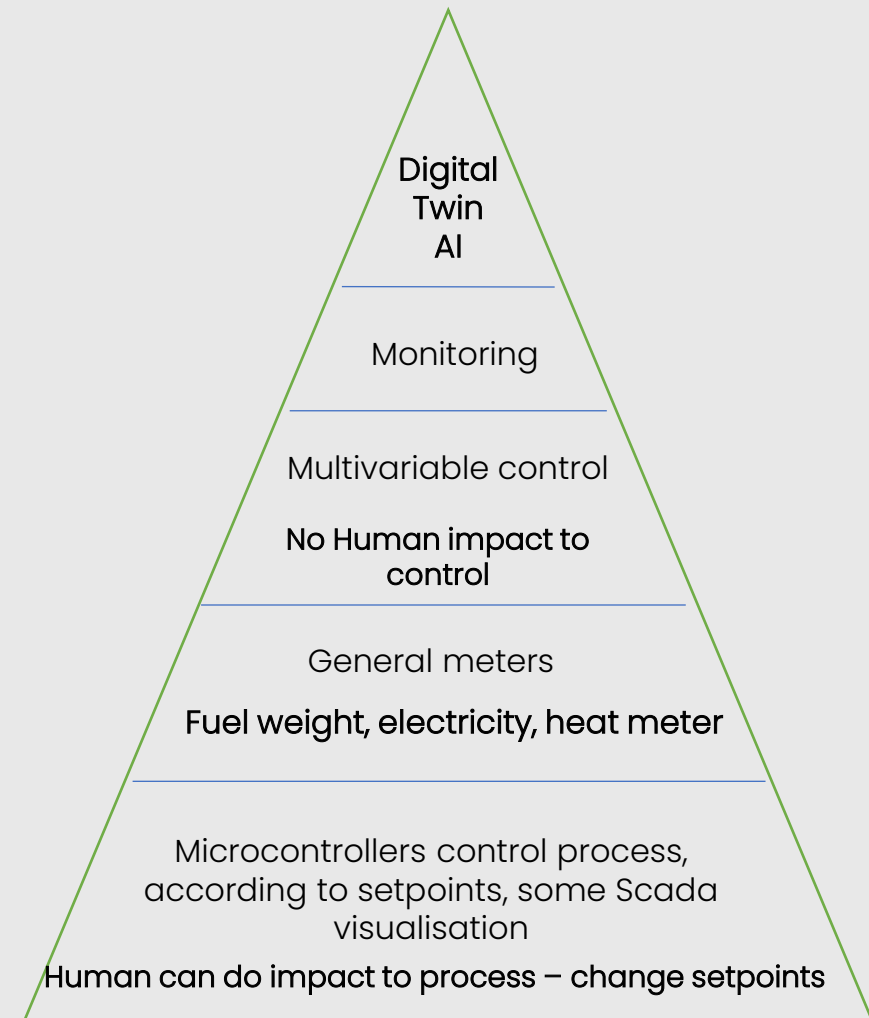 Digital
Twin
AI
Monitoring
Multivariable control
No Human impact to
control
General meters
Fuel weight, electricity, heat meter
Microcontrollers control process,
according to setpoints, some Scada
visualisation
Human can do impact to process – change setpoints